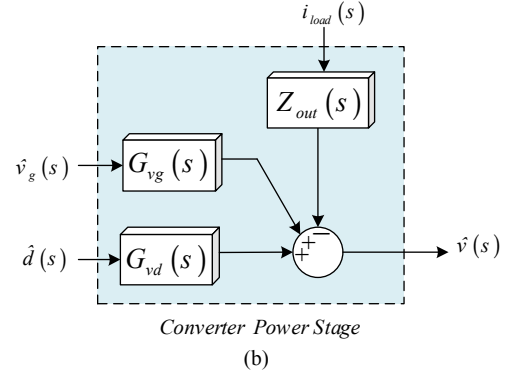 i_load(s)
Z_out(s)
v̂_g(s)
G_vg(s)
+ + −
d̂(s)
G_vd(s)
v̂(s)
Converter Power Stage
(b)